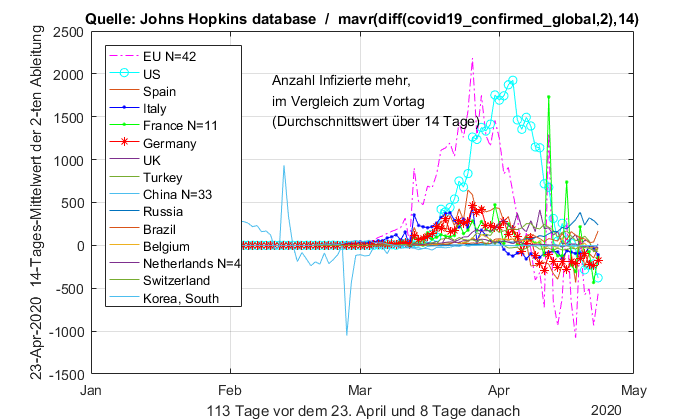 Quelle: Johns Hopkins database / mavr(diff(covid19_confirmed_global,2),14)
23-Apr-2020 14-Tages-Mittelwert der 2-ten Ableitung
2500
2000
1500
1000
500
0
-500
-1000
-1500
EU N=42
US
Spain
Italy
France N=11
Germany
UK
Turkey
China N=33
Russia
Brazil
Belgium
Netherlands N=4
Switzerland
Korea, South
Anzahl Infizierte mehr,
im Vergleich zum Vortag
(Durchschnittswert über 14 Tage)
Jan Feb Mar Apr May
2020
113 Tage vor dem 23. April und 8 Tage danach